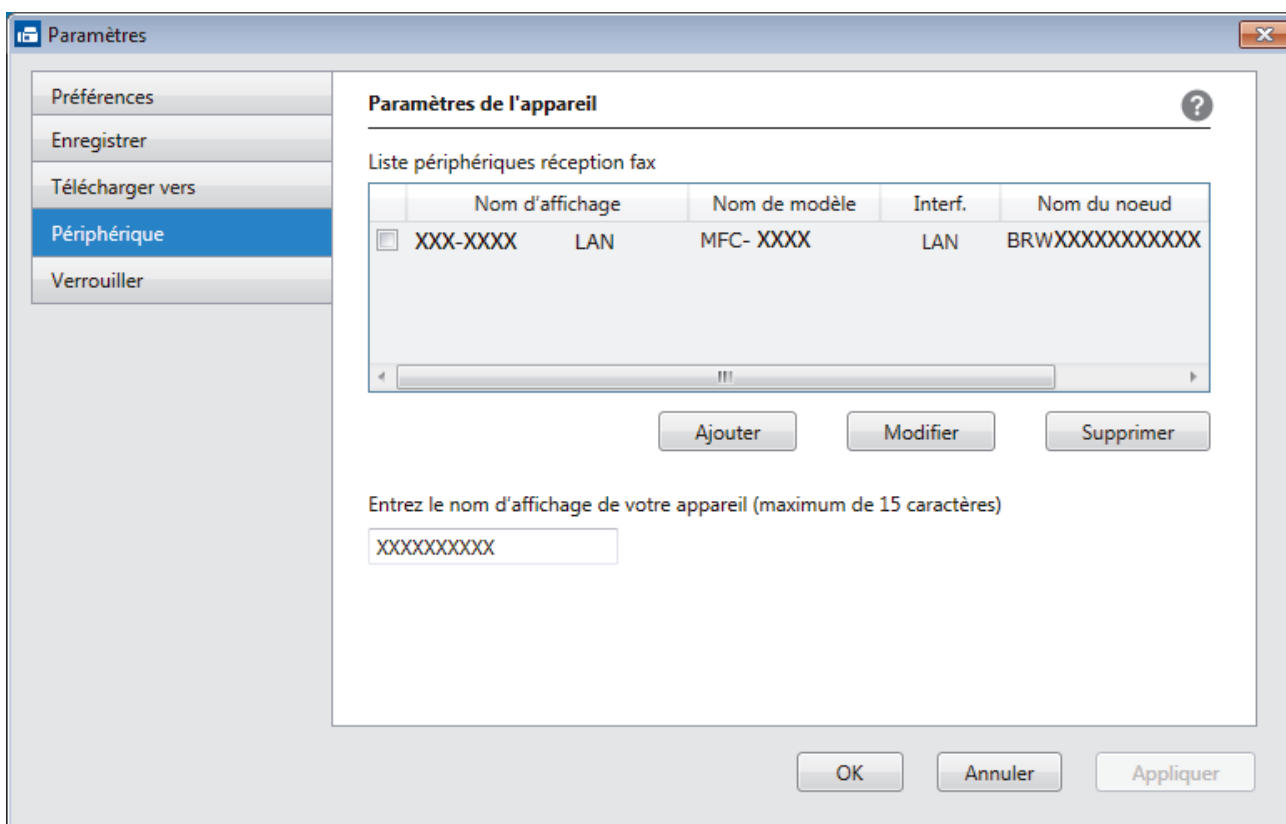 Paramètres
Préférences
Enregistrer
Télécharger vers
Périphérique
Verrouiller
Paramètres de l'appareil
?
Liste périphériques réception fax
Nom d'affichage Nom de modèle Interf. Nom du noeud
XXX-XXXX LAN MFC- XXXX LAN BRWXXXXXXXXXXX
Ajouter Modifier Supprimer
Entrez le nom d'affichage de votre appareil (maximum de 15 caractères)
XXXXXXXXXX
OK Annuler Appliquer